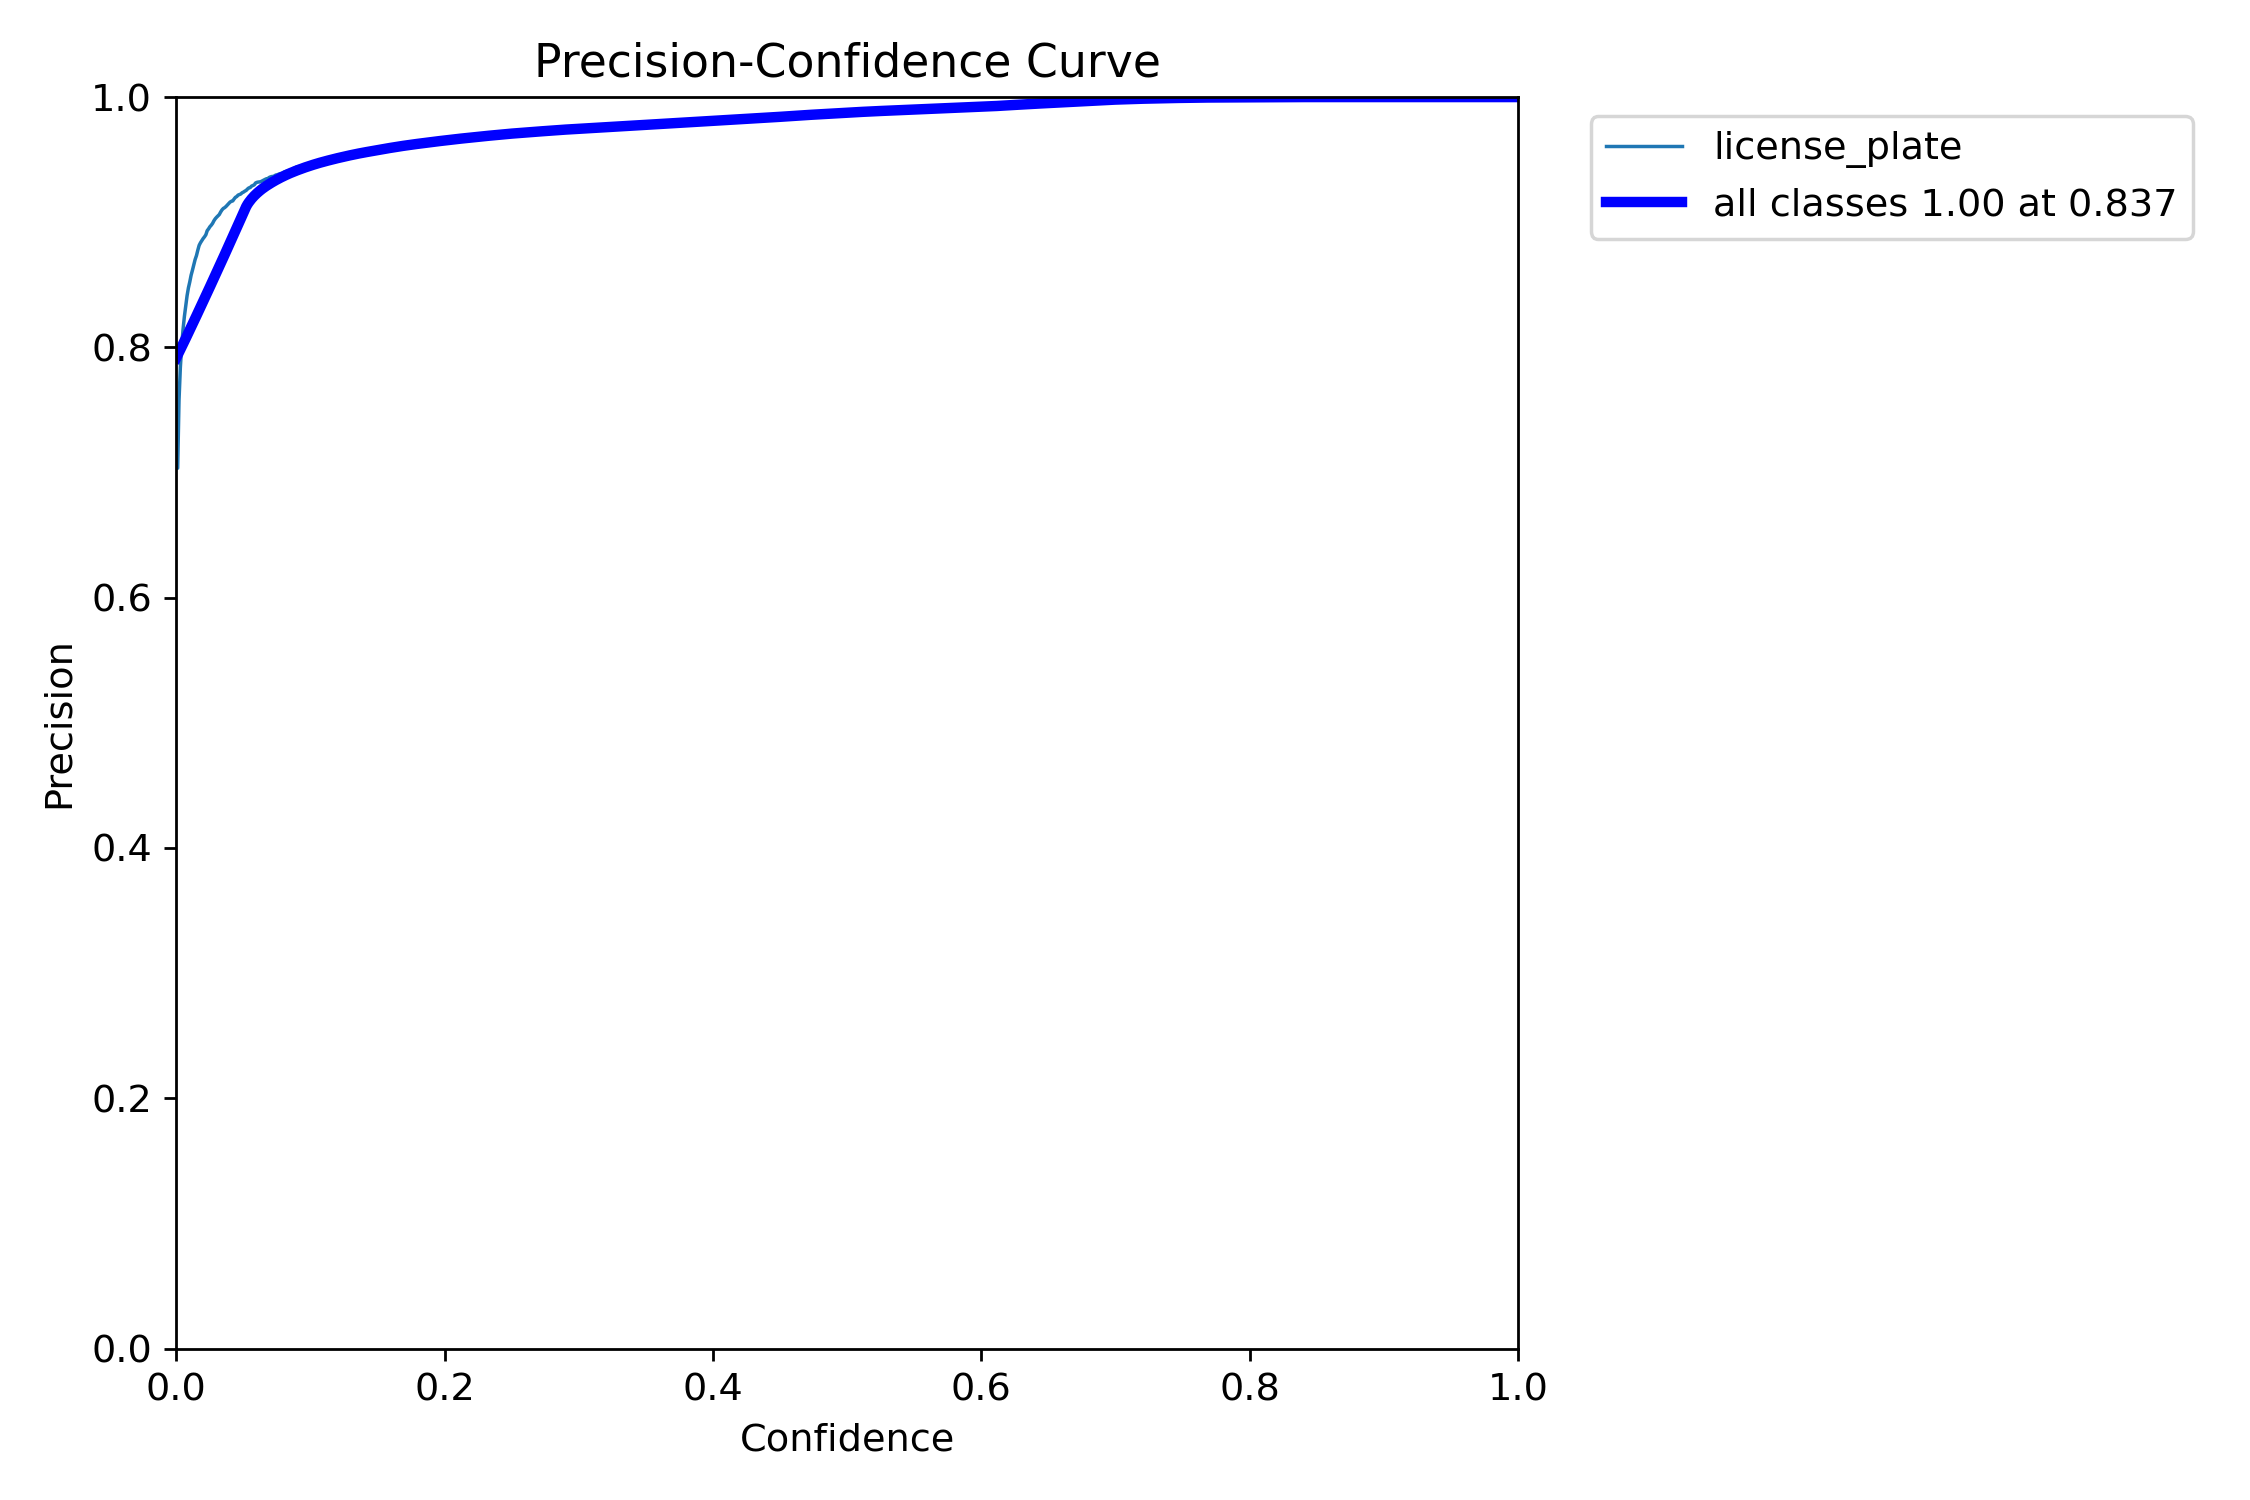 Precision-Confidence Curve
1.0
0.8
0.6
0.4
0.2
0.0
Precision
0.0 0.2 0.4 0.6 0.8 1.0
Confidence
license_plate
all classes 1.00 at 0.837